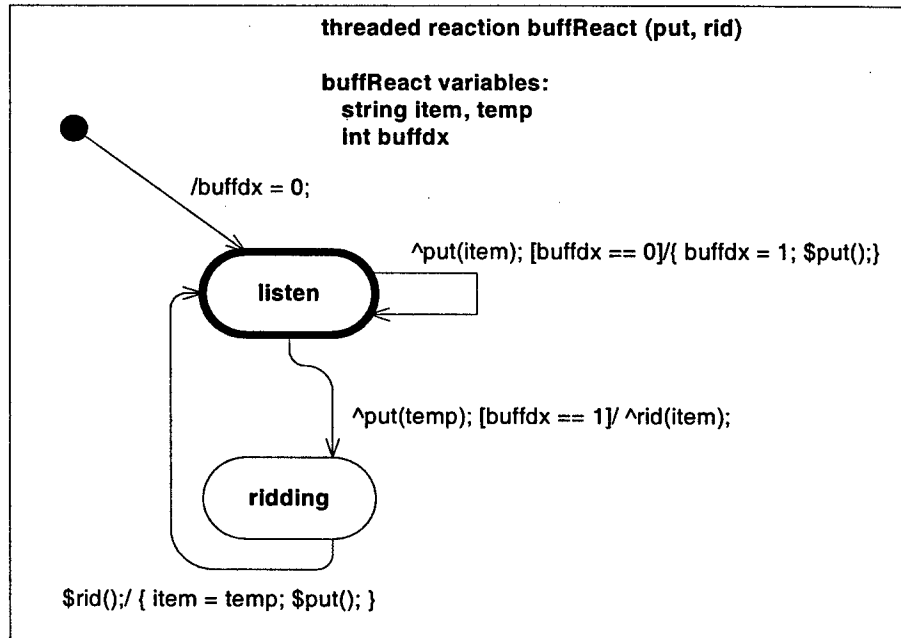 threaded reaction buffReact (put, rid)
buffReact variables:
string item, temp
int buffdx
/buffdx = 0;
^put(item); [buffdx == 0]/{ buffdx = 1; $put();}
listen
^put(temp); [buffdx == 1]/ ^rid(item);
ridding
$rid();/ { item = temp; $put(); }